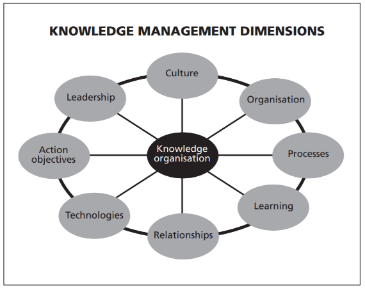 KNOWLEDGE MANAGEMENT DIMENSIONS
Culture
Leadership
Organisation
Action
objectives
Knowledge
organisation
Processes
Technologies
Learning
Relationships